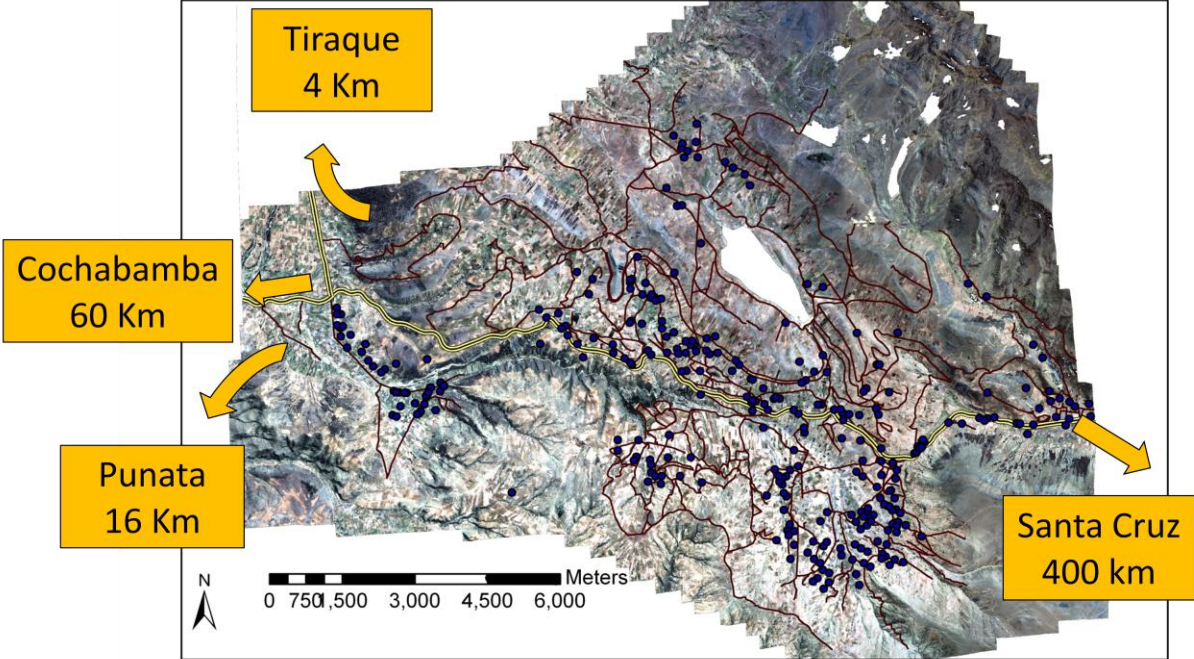 Tiraque
4 Km
Cochabamba
60 Km
Punata
16 Km
Santa Cruz
400 km
N
Meters
0 750 1,500 3,000 4,500 6,000